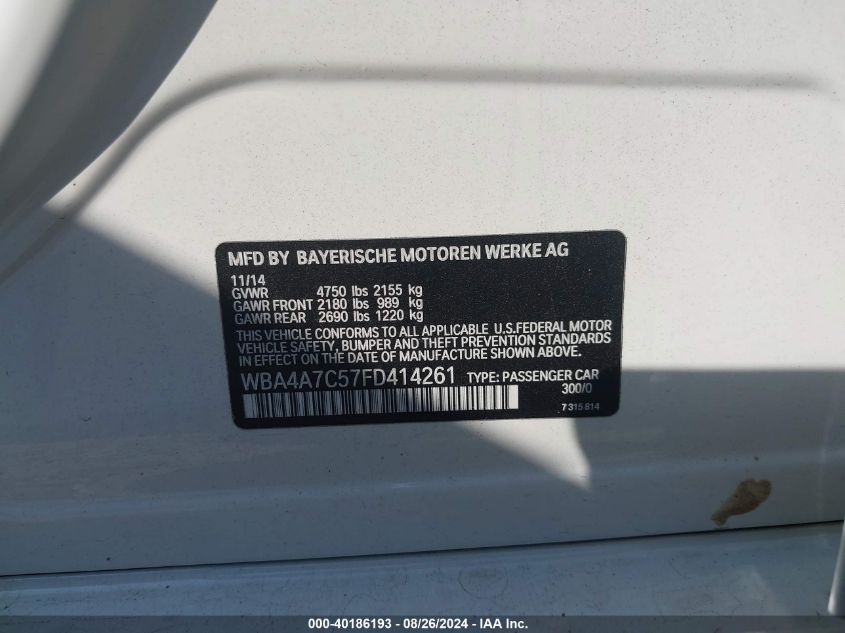 MFD BY BAYERISCHE MOTOREN WERKE AG
11/14
GVWR 4750 lbs 2155 kg
GAWR FRONT 2180 lbs 989 kg
GAWR REAR 2690 lbs 1220 kg
THIS VEHICLE CONFORMS TO ALL APPLICABLE U.S.FEDERAL MOTOR
VEHICLE SAFETY, BUMPER AND THEFT PREVENTION STANDARDS
IN EFFECT ON THE DATE OF MANUFACTURE SHOWN ABOVE.
WBA4A7C57FD414261 TYPE: PASSENGER CAR
300/0
7 315 814
000-40186193 - 08/26/2024 - IAA Inc.